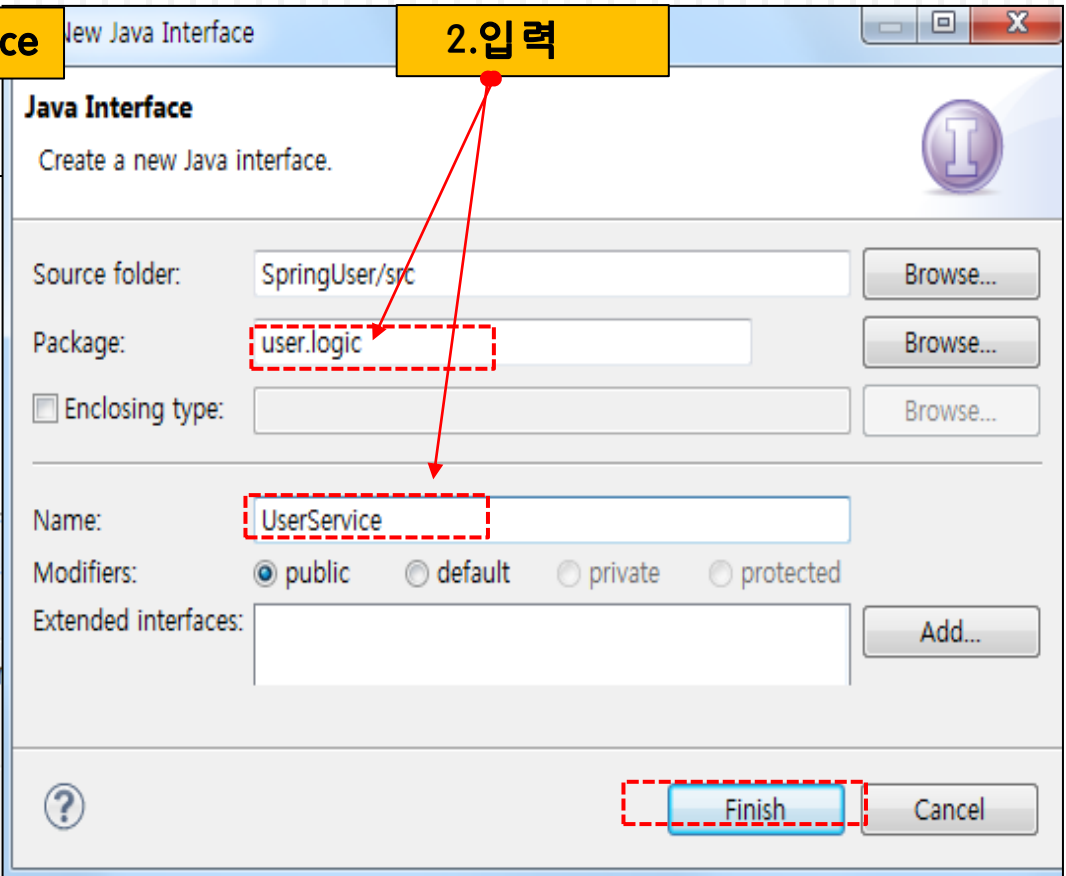 ce
New Java Interface
2.입력
Java Interface
Create a new Java interface.
Source folder: SpringUser/src Browse...
Package: user.logic Browse...
Enclosing type: Browse...
Name: UserService
Modifiers: public default private protected
Extended interfaces: Add...
Finish Cancel